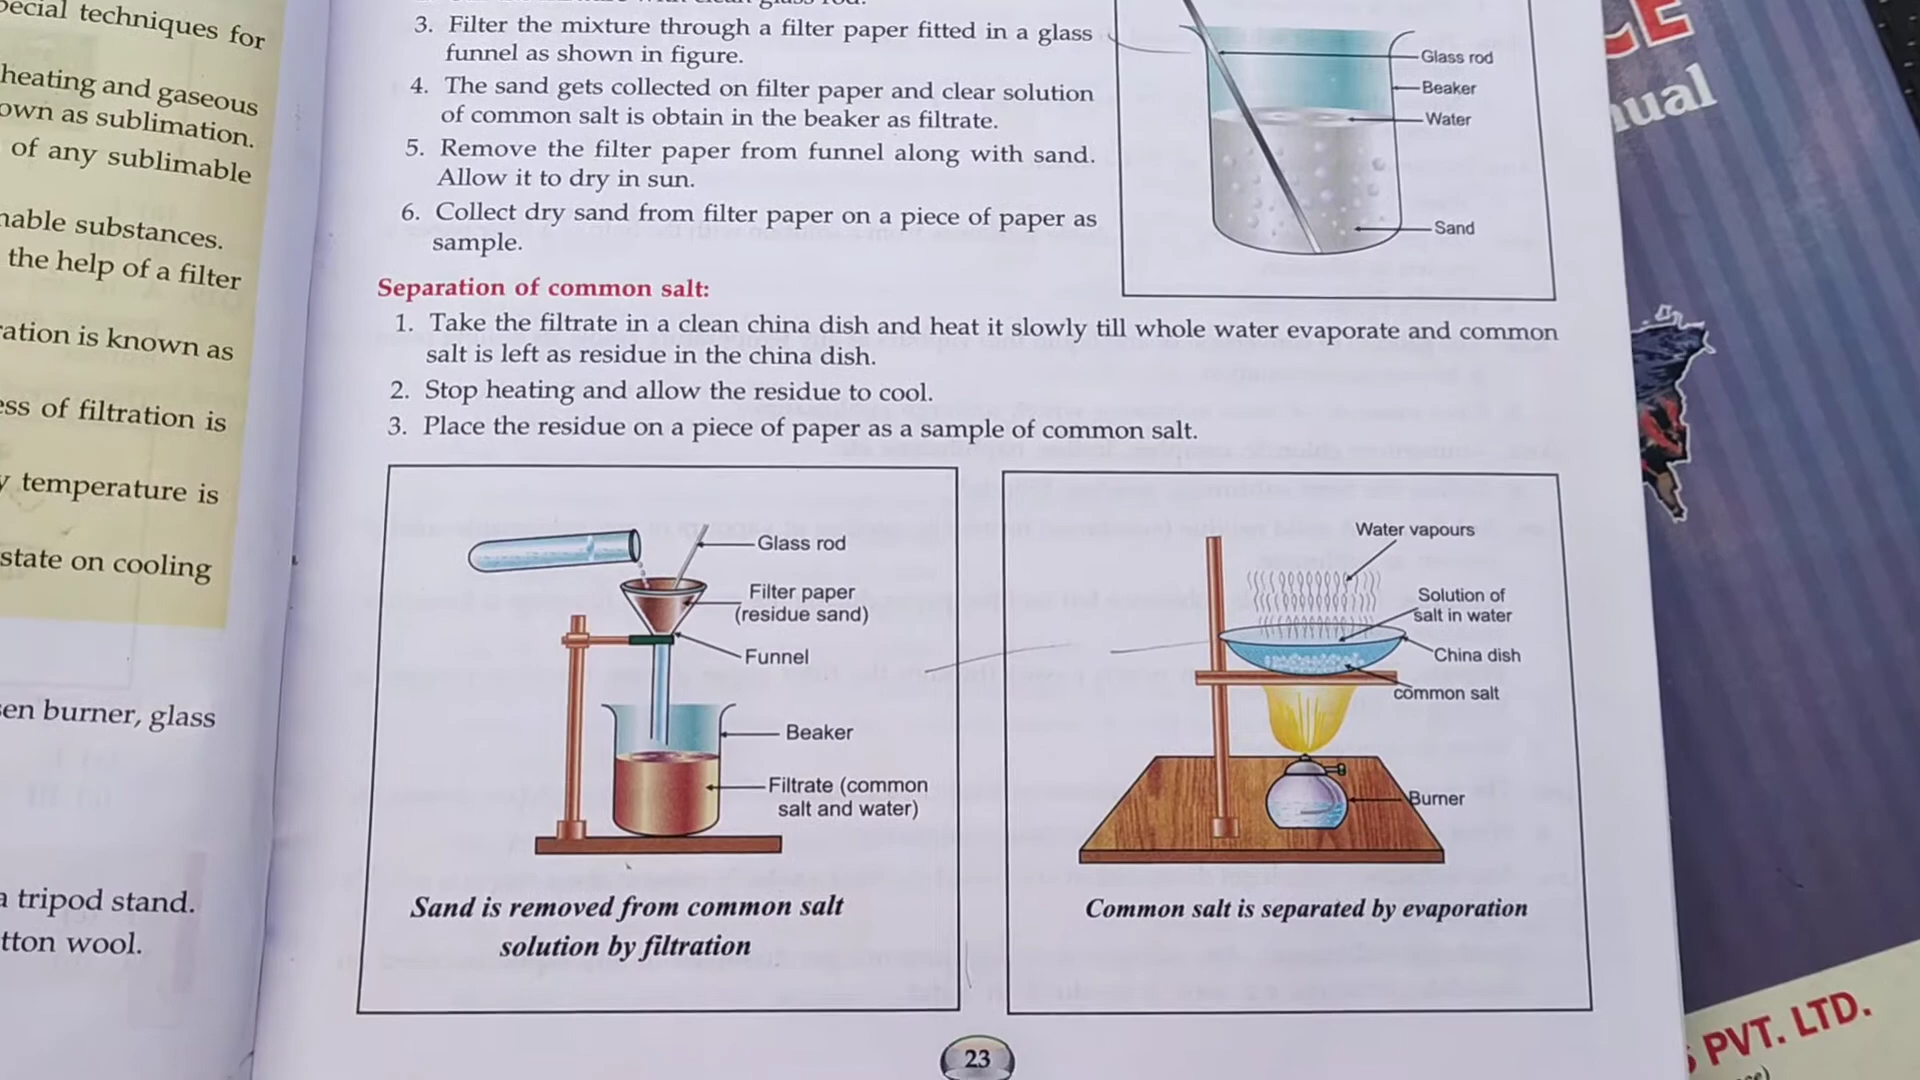 pecial techniques for
heating and gaseous
own as sublimation.
of any sublimable
mable substances.
the help of a filter
ration is known as
ess of filtration is
y temperature is
state on cooling
sen burner, glass
a tripod stand.
tton wool.
3. Filter the mixture through a filter paper fitted in a glass
funnel as shown in figure.
4. The sand gets collected on filter paper and clear solution
of common salt is obtain in the beaker as filtrate.
5. Remove the filter paper from funnel along with sand.
Allow it to dry in sun.
6. Collect dry sand from filter paper on a piece of paper as
sample.
Glass rod
Beaker
Water
Sand
Separation of common salt:
1. Take the filtrate in a clean china dish and heat it slowly till whole water evaporate and common
salt is left as residue in the china dish.
2. Stop heating and allow the residue to cool.
3. Place the residue on a piece of paper as a sample of common salt.
Glass rod
Filter paper
(residue sand)
Funnel
Beaker
Filtrate (common
salt and water)
Sand is removed from common salt
solution by filtration
Water vapours
Solution of
salt in water
China dish
common salt
Burner
Common salt is separated by evaporation
23
CE
nual
PVT. LTD.